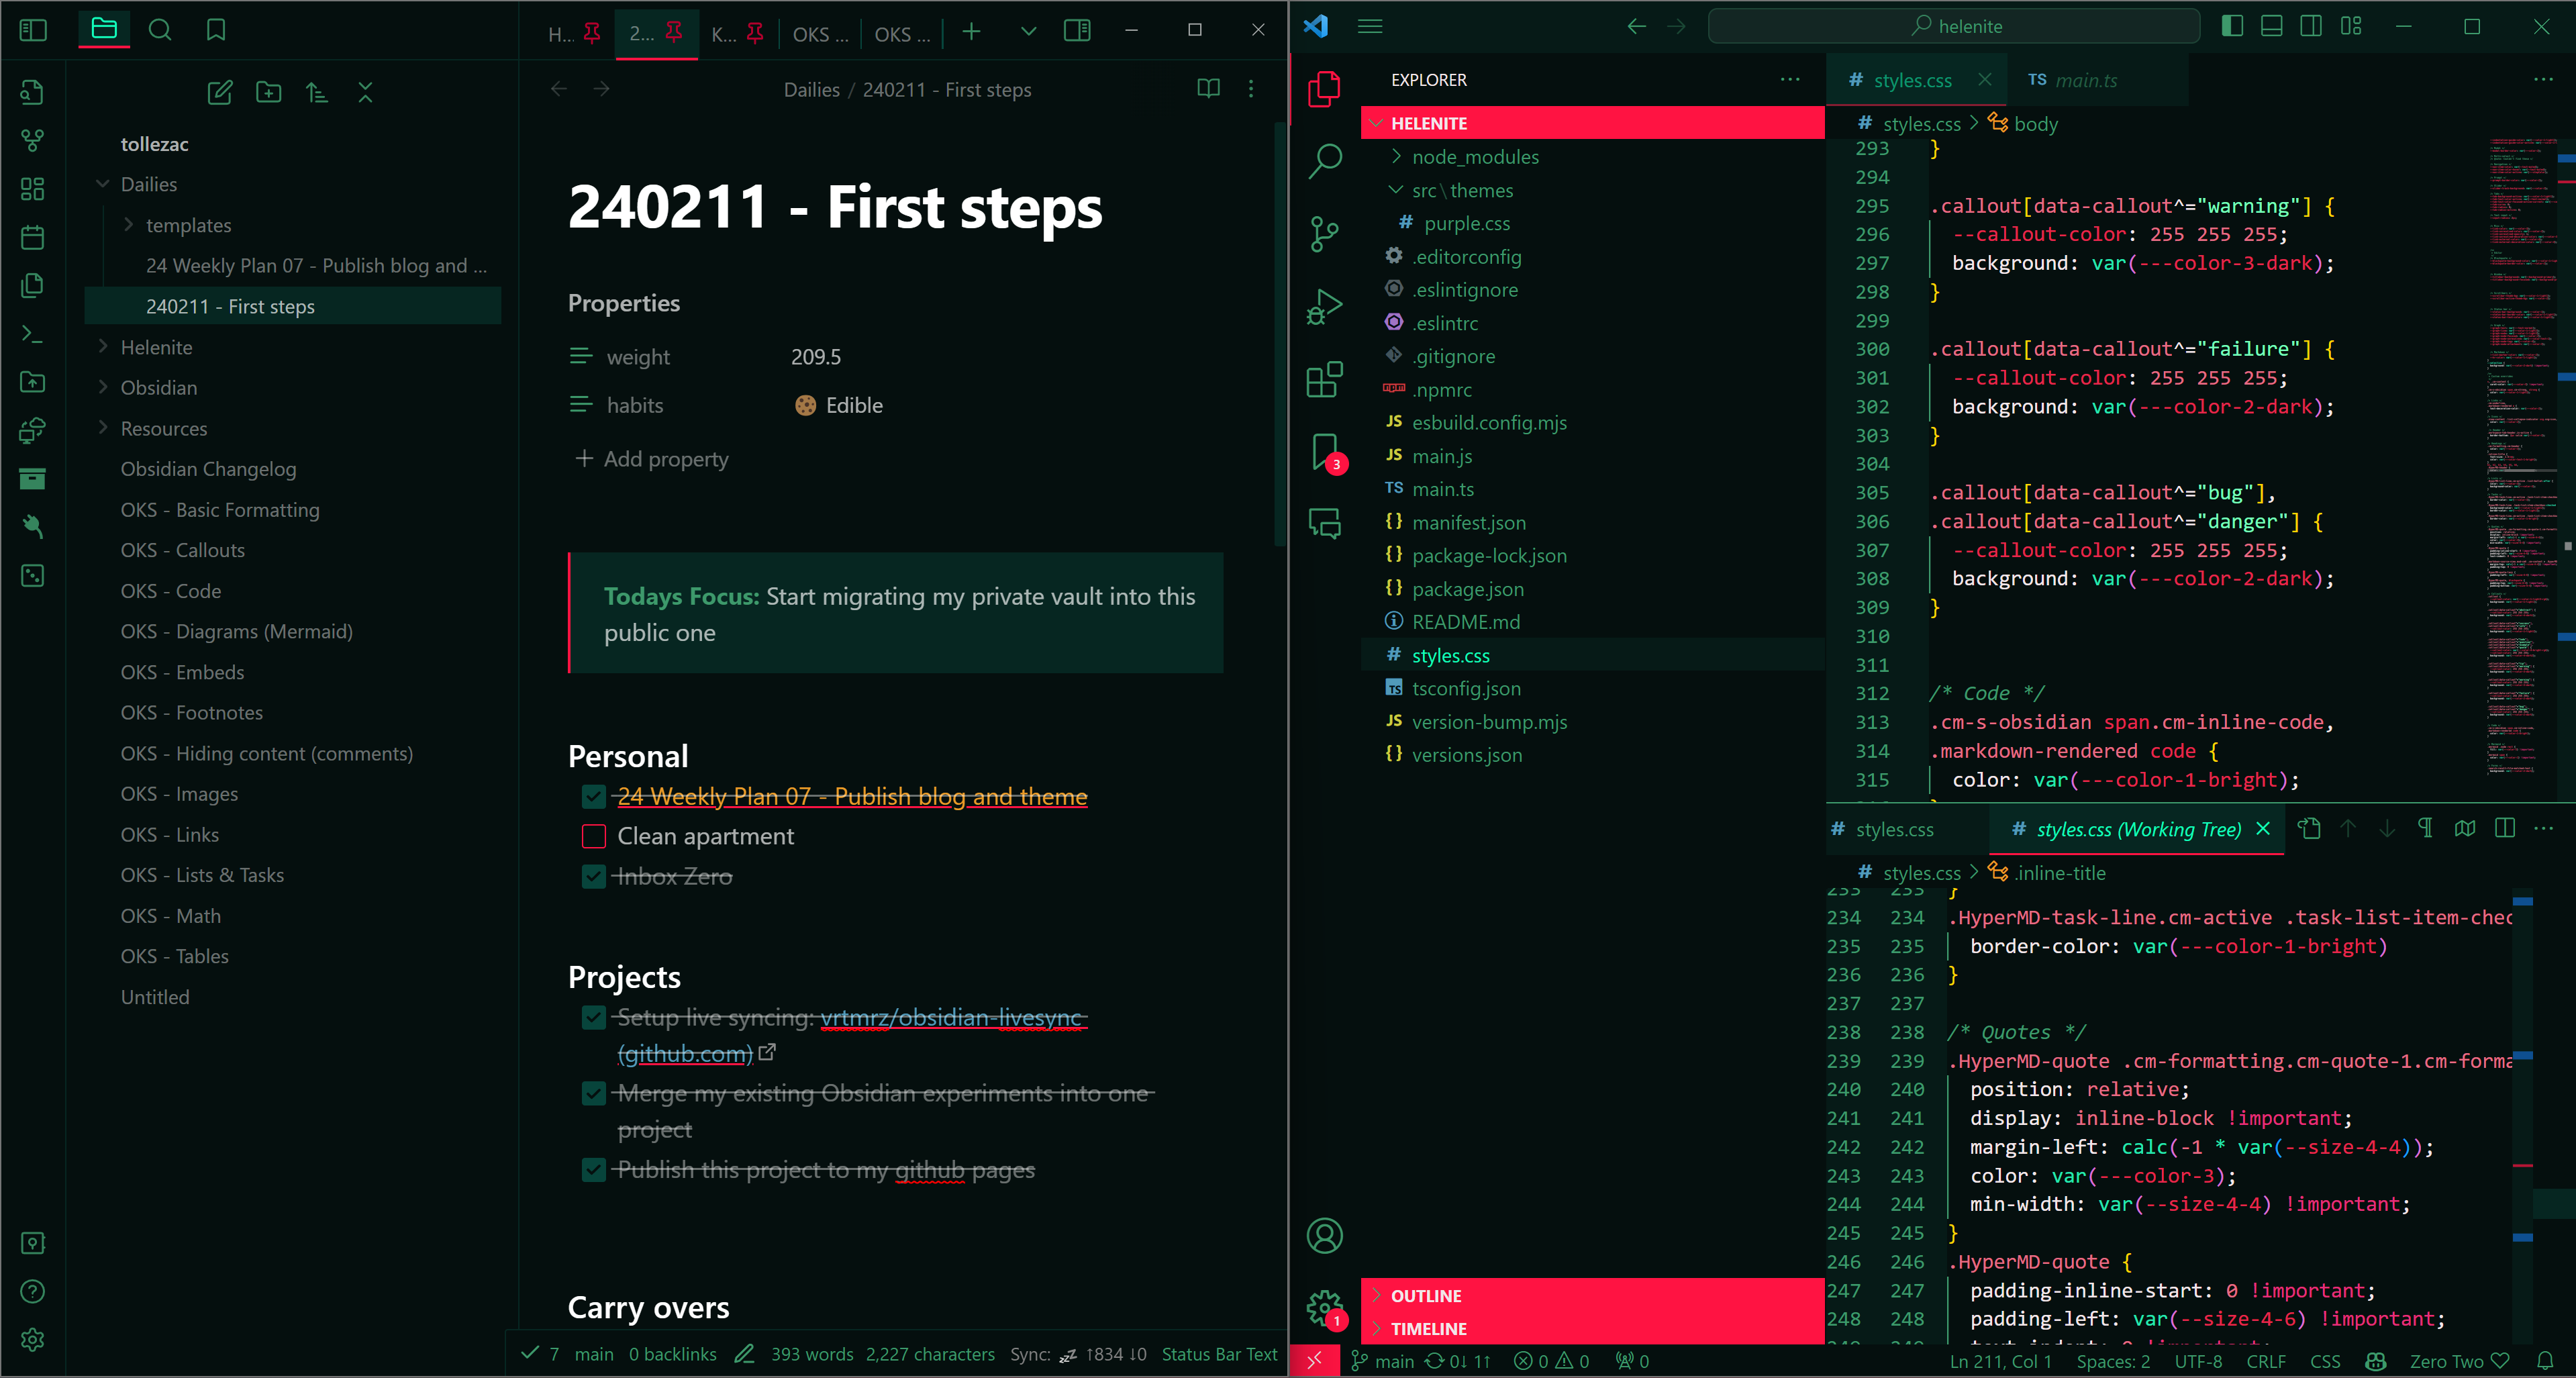 H...
2...
K...
OKS ...
OKS ...
tollezac
Dailies
templates
24 Weekly Plan 07 - Publish blog and ...
240211 - First steps
Helenite
Obsidian
Resources
Obsidian Changelog
OKS - Basic Formatting
OKS - Callouts
OKS - Code
OKS - Diagrams (Mermaid)
OKS - Embeds
OKS - Footnotes
OKS - Hiding content (comments)
OKS - Images
OKS - Links
OKS - Lists & Tasks
OKS - Math
OKS - Tables
Untitled
Dailies / 240211 - First steps
240211 - First steps
Properties
weight 209.5
habits 🍪 Edible
Add property
Todays Focus: Start migrating my private vault into this
public one
Personal
24 Weekly Plan 07 - Publish blog and theme
Clean apartment
Inbox Zero
Projects
Setup live syncing: vrtmrz/obsidian-livesync
(github.com)
Merge my existing Obsidian experiments into one
project
Publish this project to my github pages
Carry overs
7 main 0 backlinks 393 words 2,227 characters Sync: 💤 ↑834 ↓0 Status Bar Text
helenite
EXPLORER
HELENITE
node_modules
src\themes
# purple.css
.editorconfig
.eslintignore
.eslintrc
.gitignore
.npmrc
JS esbuild.config.mjs
JS main.js
TS main.ts
{} manifest.json
{} package-lock.json
{} package.json
README.md
# styles.css
TS tsconfig.json
JS version-bump.mjs
{} versions.json
3
1
OUTLINE
TIMELINE
# styles.css
TS main.ts
# styles.css > body
293 }
294
295 .callout[data-callout^="warning"] {
296 --callout-color: 255 255 255;
297 background: var(---color-3-dark);
298 }
299
300 .callout[data-callout^="failure"] {
301 --callout-color: 255 255 255;
302 background: var(---color-2-dark);
303 }
304
305 .callout[data-callout^="bug"],
306 .callout[data-callout^="danger"] {
307 --callout-color: 255 255 255;
308 background: var(---color-2-dark);
309 }
310
311
312 /* Code */
313 .cm-s-obsidian span.cm-inline-code,
314 .markdown-rendered code {
315 color: var(---color-1-bright);
# styles.css
# styles.css (Working Tree)
# styles.css > .inline-title
233 233 }
234 234 .HyperMD-task-line.cm-active .task-list-item-chec
235 235 border-color: var(---color-1-bright)
236 236 }
237 237
238 238 /* Quotes */
239 239 .HyperMD-quote .cm-formatting.cm-quote-1.cm-forma
240 240 position: relative;
241 241 display: inline-block !important;
242 242 margin-left: calc(-1 * var(--size-4-4));
243 243 color: var(---color-3);
244 244 min-width: var(--size-4-4) !important;
245 245 }
246 246 .HyperMD-quote {
247 247 padding-inline-start: 0 !important;
248 248 padding-left: var(--size-4-6) !important;
main 0↓ 1↑ 0 0 0
Ln 211, Col 1 Spaces: 2 UTF-8 CRLF CSS Zero Two ♡